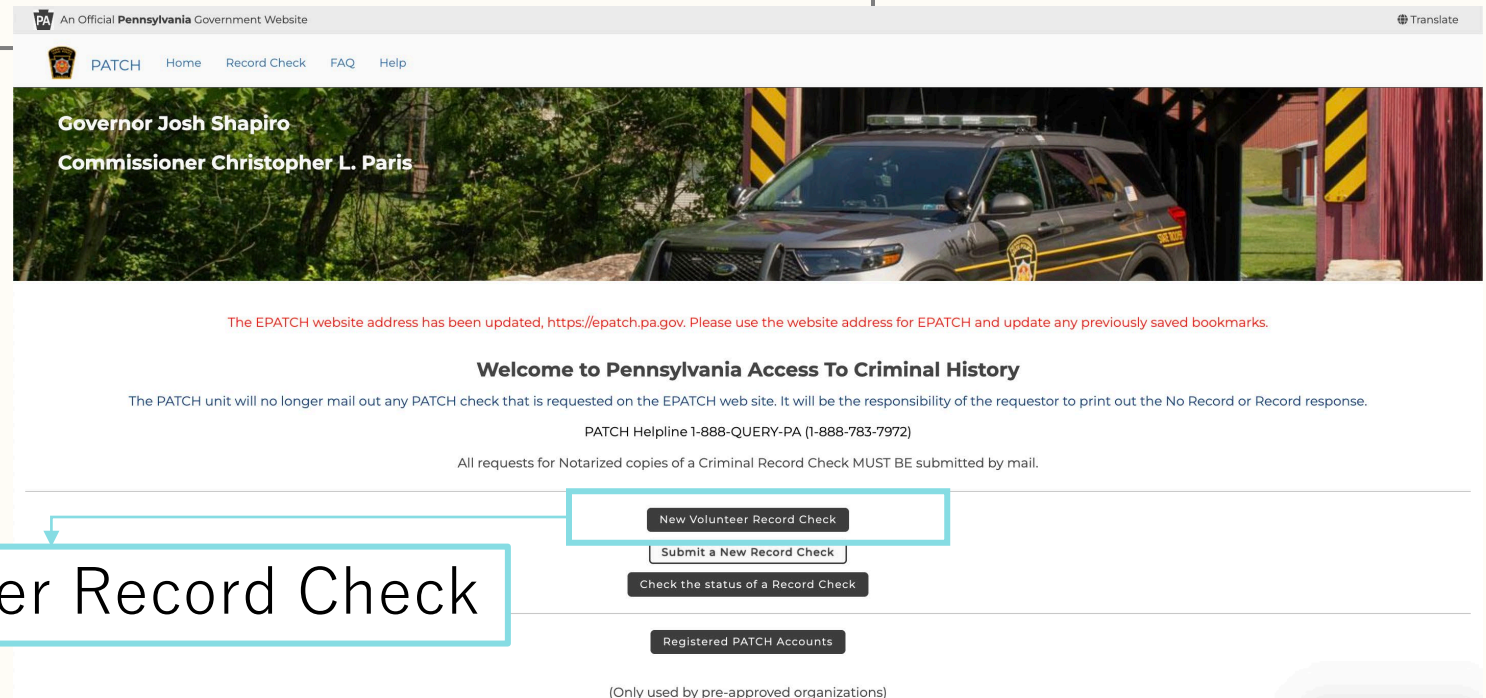 PA An Official Pennsylvania Government Website Translate
PATCH Home Record Check FAQ Help
Governor Josh Shapiro
Commissioner Christopher L. Paris
STATE TROOPER
The EPATCH website address has been updated, https://epatch.pa.gov. Please use the website address for EPATCH and update any previously saved bookmarks.
Welcome to Pennsylvania Access To Criminal History
The PATCH unit will no longer mail out any PATCH check that is requested on the EPATCH web site. It will be the responsibility of the requestor to print out the No Record or Record response.
PATCH Helpline 1-888-QUERY-PA (1-888-783-7972)
All requests for Notarized copies of a Criminal Record Check MUST BE submitted by mail.
New Volunteer Record Check
Submit a New Record Check
Check the status of a Record Check
er Record Check
Registered PATCH Accounts
(Only used by pre-approved organizations)